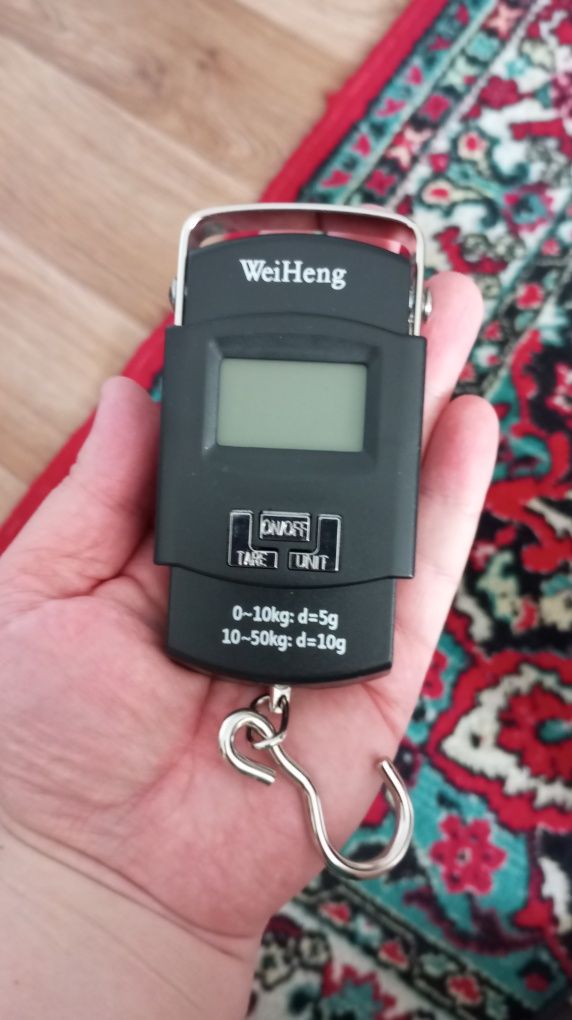 WeiHeng
ON/OFF
TARE UNIT
0~10kg: d=5g
10~50kg: d=10g